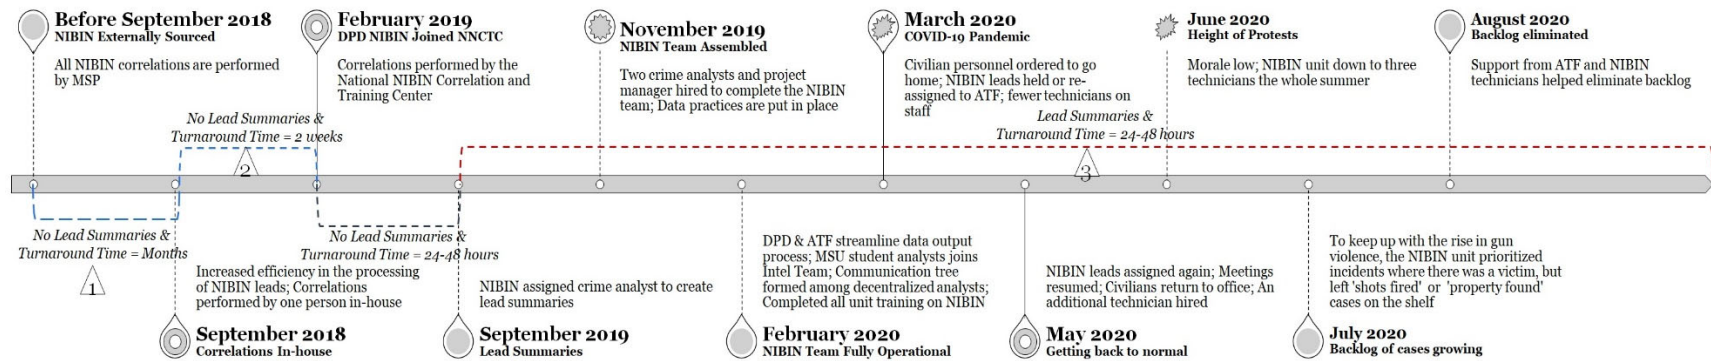 Before September 2018
NIBIN Externally Sourced
All NIBIN correlations are performed
by MSP
February 2019
DPD NIBIN Joined NNCTC
Correlations performed by the
National NIBIN Correlation and
Training Center
November 2019
NIBIN Team Assembled
Two crime analysts and project
manager hired to complete the NIBIN
team; Data practices are put in place
March 2020
COVID-19 Pandemic
Civilian personnel ordered to go
home; NIBIN leads held or re-
assigned to ATF; fewer technicians on
staff
June 2020
Height of Protests
Morale low; NIBIN unit down to three
technicians the whole summer
August 2020
Backlog eliminated
Support from ATF and NIBIN
technicians helped eliminate backlog
No Lead Summaries &
Turnaround Time = 2 weeks
2
Lead Summaries &
Turnaround Time = 24-48 hours
3
No Lead Summaries &
Turnaround Time = Months
1
No Lead Summaries &
Turnaround Time = 24-48 hours
Increased efficiency in the processing
of NIBIN leads; Correlations
performed by one person in-house
September 2018
Correlations In-house
NIBIN assigned crime analyst to create
lead summaries
September 2019
Lead Summaries
DPD & ATF streamline data output
process; MSU student analysts joins
Intel Team; Communication tree
formed among decentralized analysts;
Completed all unit training on NIBIN
February 2020
NIBIN Team Fully Operational
NIBIN leads assigned again; Meetings
resumed; Civilians return to office; An
additional technician hired
May 2020
Getting back to normal
To keep up with the rise in gun
violence, the NIBIN unit prioritized
incidents where there was a victim, but
left 'shots fired' or 'property found'
cases on the shelf
July 2020
Backlog of cases growing